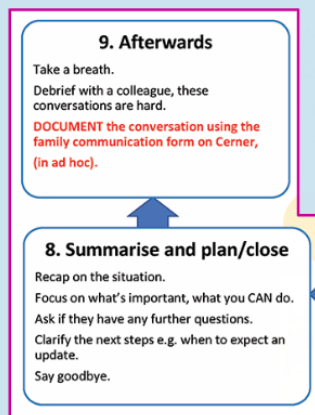 9. Afterwards
Take a breath.
Debrief with a colleague, these
conversations are hard.
DOCUMENT the conversation using the
family communication form on Cerner,
(in ad hoc).
8. Summarise and plan/close
Recap on the situation.
Focus on what's important, what you CAN do.
Ask if they have any further questions.
Clarify the next steps e.g. when to expect an
update.
Say goodbye.